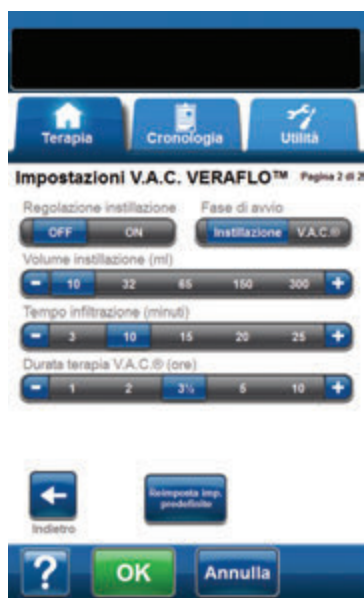 Terapia Cronologia Utilità
Impostazioni V.A.C. VERAFLO™ Pagina 2 di 2
Regolazione instillazione Fase di avvio
OFF ON Instillazione V.A.C.®
Volume instillazione (ml)
- 10 32 65 150 300 +
Tempo infiltrazione (minuti)
- 3 10 15 20 25 +
Durata terapia V.A.C.® (ore)
- 1 2 3½ 5 10 +
Reimposta imp.
predefinite
Indietro
? OK Annulla